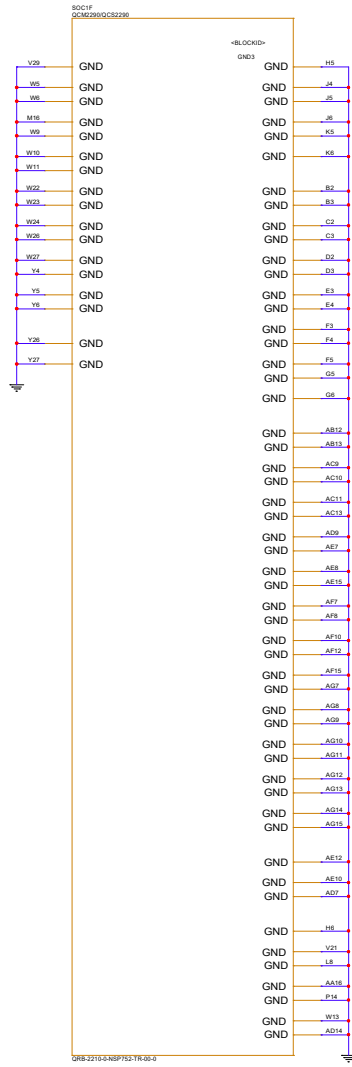 SOC1F
QCM2290/QCS2290
<BLOCKID>
GND3
V29 GND GND H5
W5 GND GND J4
W6 GND GND J5
M16 GND GND J6
W9 GND GND K5
W10 GND GND K6
W11 GND
W22 GND GND B2
W23 GND GND B3
W24 GND GND C2
W26 GND GND C3
W27 GND GND D2
Y4 GND GND D3
Y5 GND GND E3
Y6 GND GND E4
GND F3
Y26 GND GND F4
Y27 GND GND F5
GND G5
GND G6
GND AB12
GND AB13
GND AC9
GND AC10
GND AC11
GND AC13
GND AD9
GND AE7
GND AE8
GND AE15
GND AF7
GND AF8
GND AF10
GND AF12
GND AF15
GND AG7
GND AG8
GND AG9
GND AG10
GND AG11
GND AG12
GND AG13
GND AG14
GND AG15
GND AE12
GND AE10
GND AD7
GND H6
GND V21
GND L8
GND AA16
GND P14
GND W13
GND AD14
QRB-2210-0-NSP752-TR-00-0